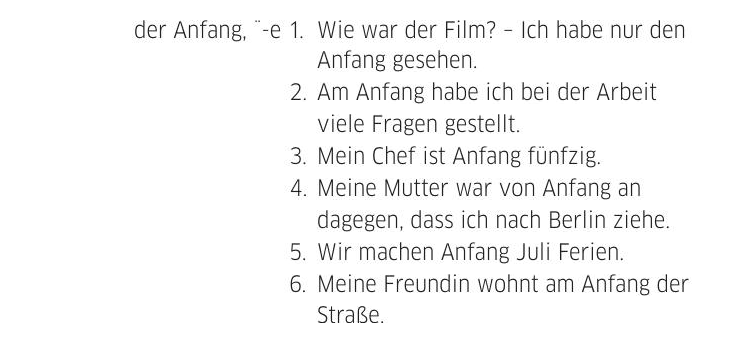 der Anfang, ¨-e 1. Wie war der Film? – Ich habe nur den
Anfang gesehen.
2. Am Anfang habe ich bei der Arbeit
viele Fragen gestellt.
3. Mein Chef ist Anfang fünfzig.
4. Meine Mutter war von Anfang an
dagegen, dass ich nach Berlin ziehe.
5. Wir machen Anfang Juli Ferien.
6. Meine Freundin wohnt am Anfang der
Straße.